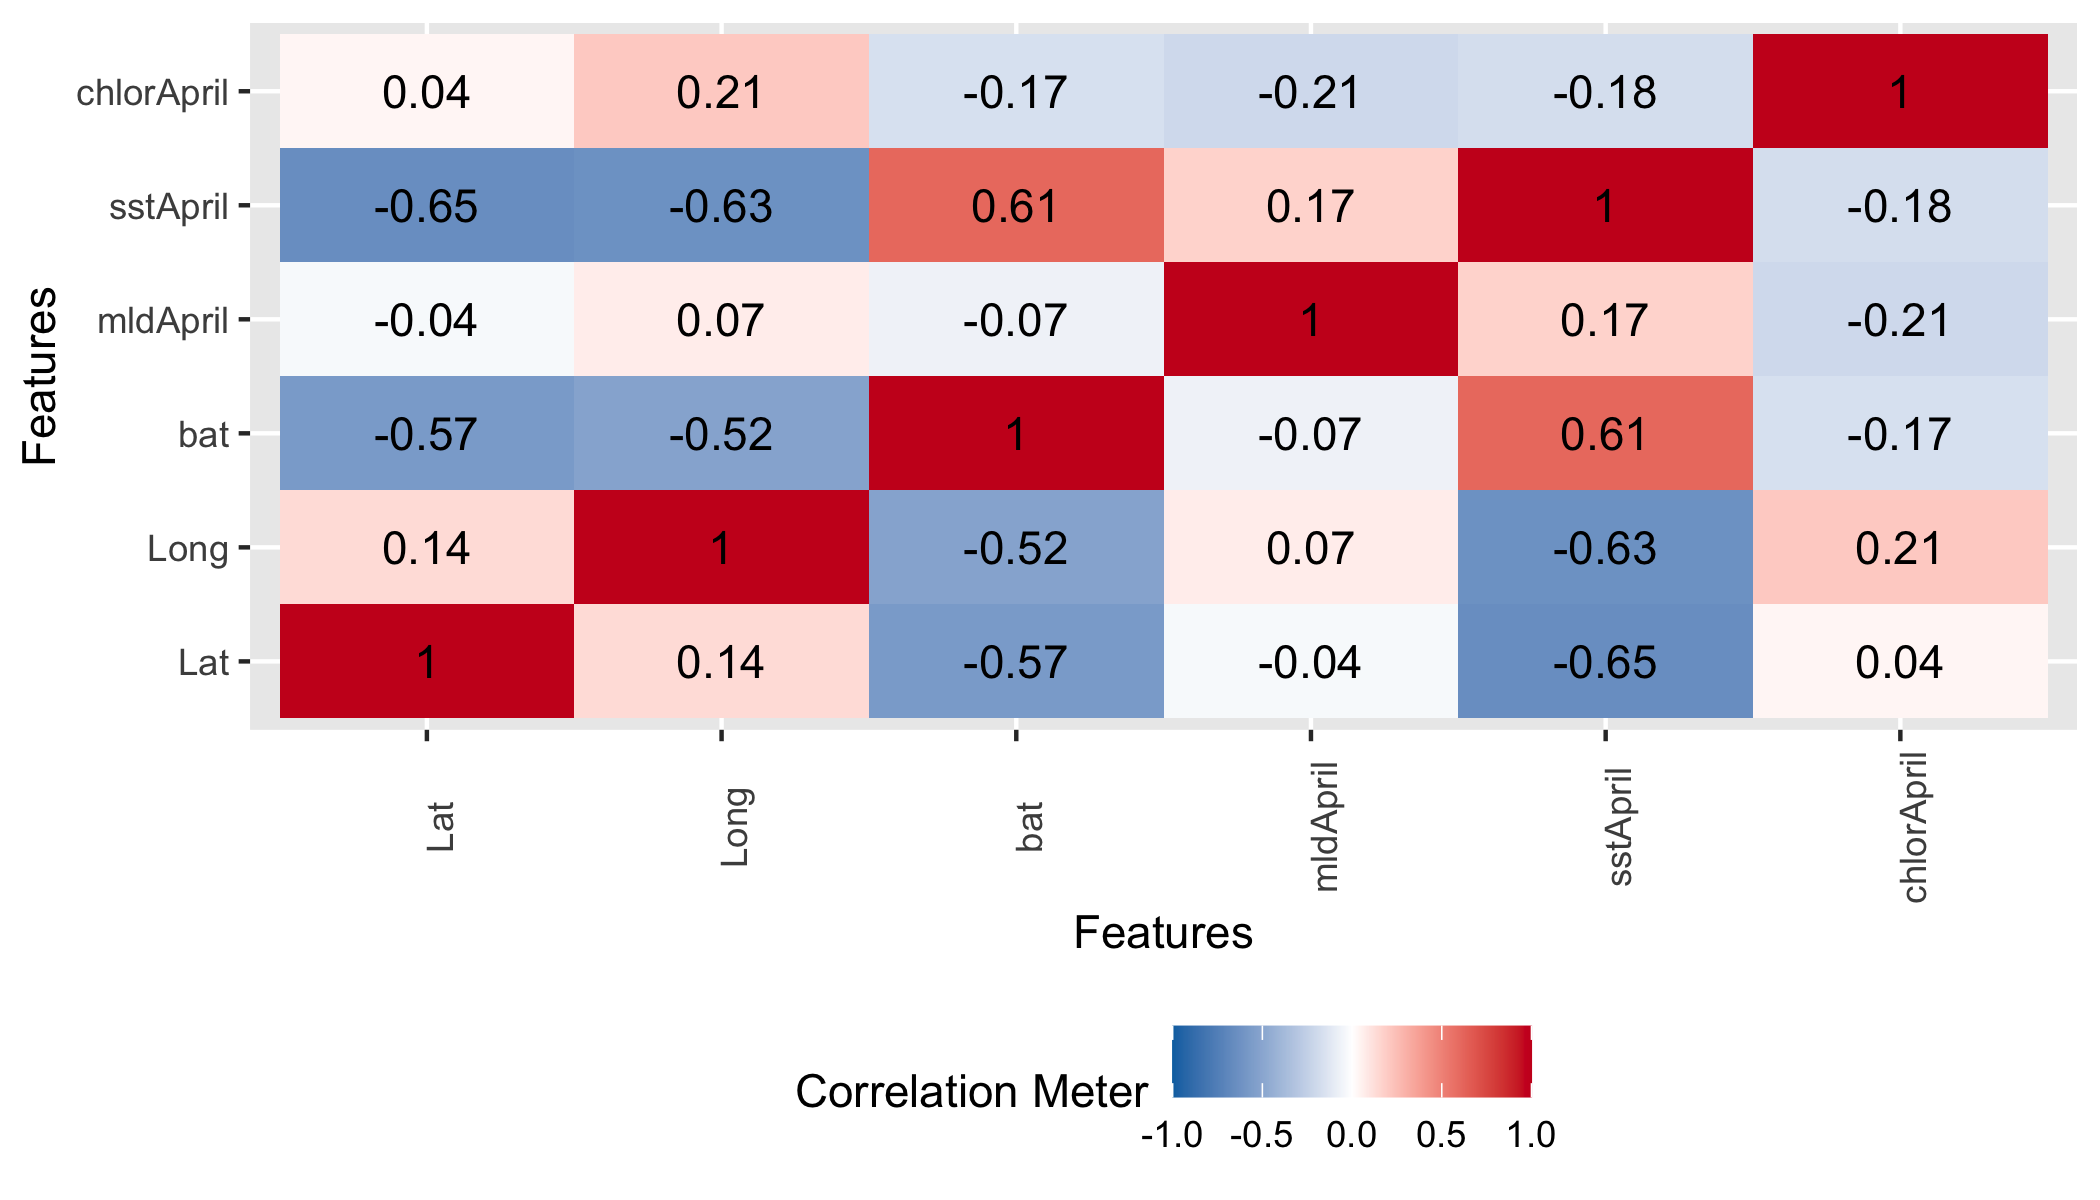 chlorApril 0.04 0.21 -0.17 -0.21 -0.18 1
sstApril -0.65 -0.63 0.61 0.17 1 -0.18
mldApril -0.04 0.07 -0.07 1 0.17 -0.21
bat -0.57 -0.52 1 -0.07 0.61 -0.17
Long 0.14 1 -0.52 0.07 -0.63 0.21
Lat 1 0.14 -0.57 -0.04 -0.65 0.04
Features
Lat Long bat mldApril sstApril chlorApril
Features
Correlation Meter
-1.0 -0.5 0.0 0.5 1.0